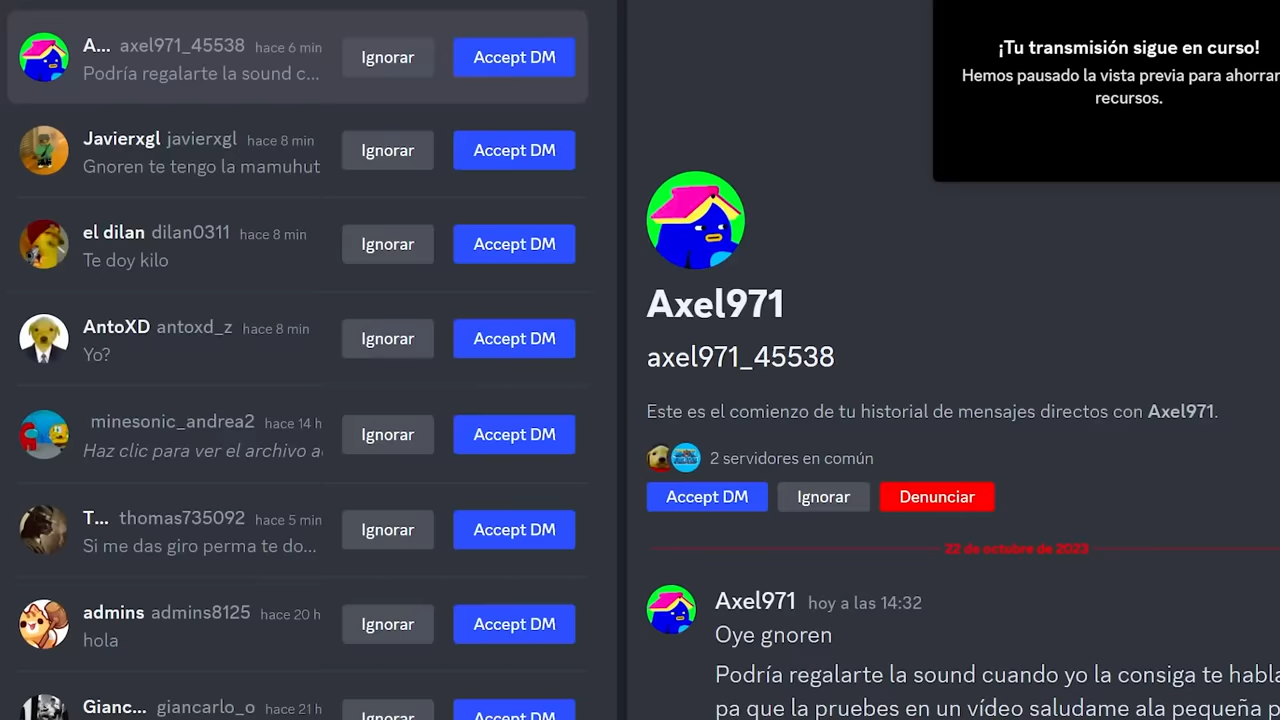 A... axel971_45538 hace 6 min
Podría regalarte la sound c...
Ignorar
Accept DM
Javierxgl javierxgl hace 8 min
Gnoren te tengo la mamuhut
Ignorar
Accept DM
el dilan dilan0311 hace 8 min
Te doy kilo
Ignorar
Accept DM
AntoXD antoxd_z hace 8 min
Yo?
Ignorar
Accept DM
minesonic_andrea2 hace 14 h
Haz clic para ver el archivo
Ignorar
Accept DM
T... thomas735092 hace 5 min
Si me das giro perma te do...
Ignorar
Accept DM
admins admins8125 hace 20 h
hola
Ignorar
Accept DM
Gianc... giancarlo_o hace 21 h
Ignorar
Accept DM
¡Tu transmisión sigue en curso!
Hemos pausado la vista previa para ahorrar
recursos.
Axel971
axel971_45538
Este es el comienzo de tu historial de mensajes directos con Axel971.
2 servidores en común
Accept DM
Ignorar
Denunciar
22 de octubre de 2023
Axel971 hoy a las 14:32
Oye gnoren
Podría regalarte la sound cuando yo la consiga te habla
pa que la pruebes en un vídeo saludame ala pequeña p